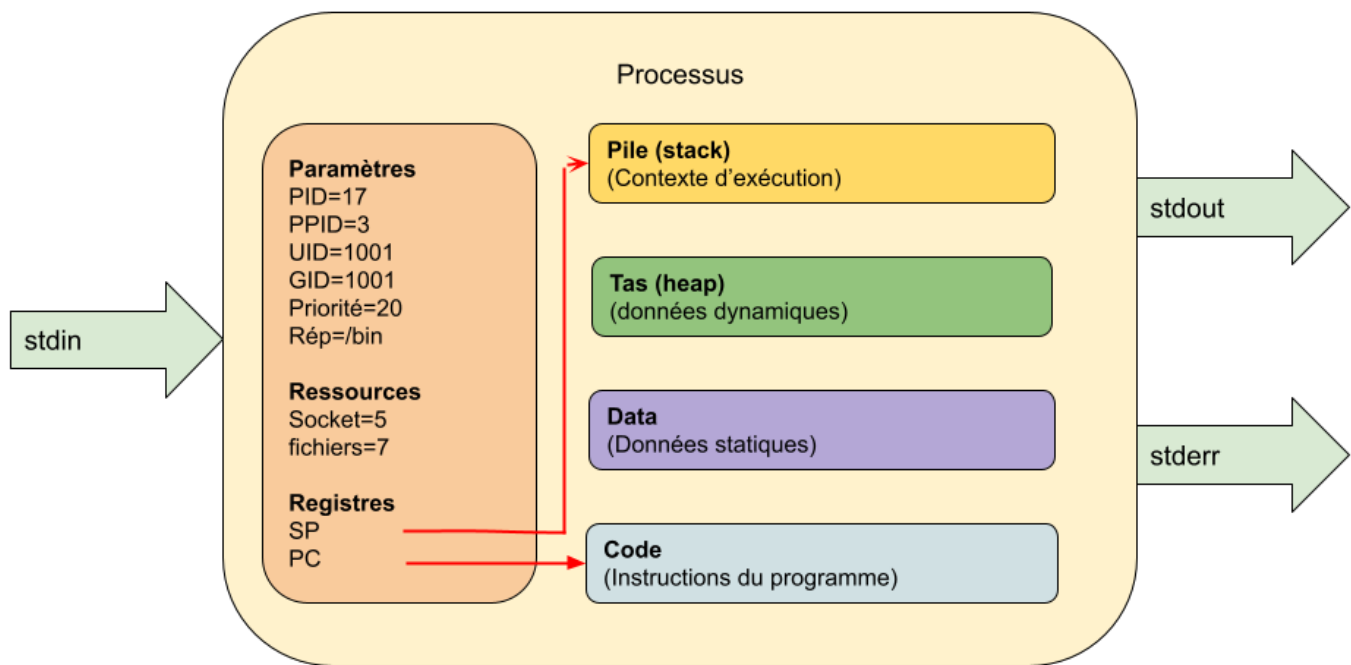 Processus
stdin
Paramètres
PID=17
PPID=3
UID=1001
GID=1001
Priorité=20
Rép=/bin
Ressources
Socket=5
fichiers=7
Registres
SP
PC
Pile (stack)
(Contexte d’exécution)
Tas (heap)
(données dynamiques)
Data
(Données statiques)
Code
(Instructions du programme)
stdout
stderr